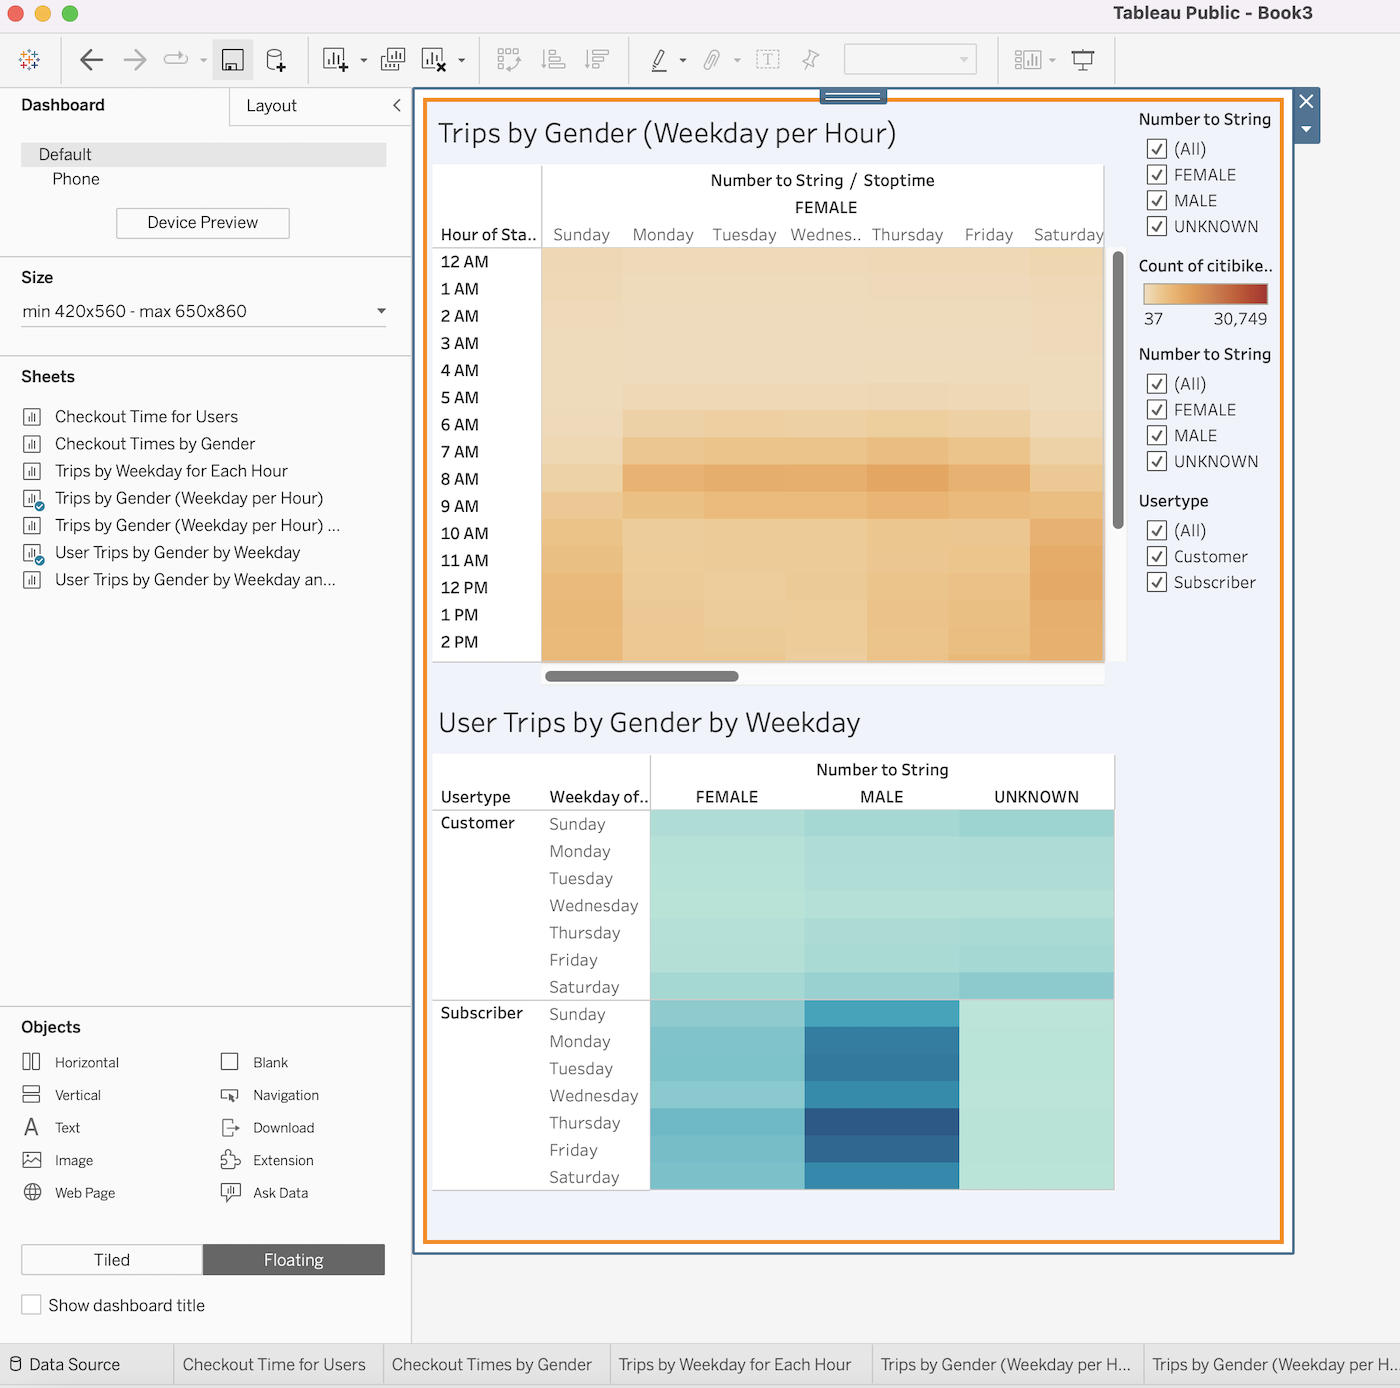 Tableau Public - Book3
Dashboard
Layout
Default
Phone
Device Preview
Size
min 420x560 - max 650x860
Sheets
Checkout Time for Users
Checkout Times by Gender
Trips by Weekday for Each Hour
Trips by Gender (Weekday per Hour)
Trips by Gender (Weekday per Hour) ...
User Trips by Gender by Weekday
User Trips by Gender by Weekday an...
Objects
Horizontal
Blank
Vertical
Navigation
Text
Download
Image
Extension
Web Page
Ask Data
Tiled
Floating
Show dashboard title
Trips by Gender (Weekday per Hour)
Number to String / Stoptime
FEMALE
Hour of Sta.. Sunday Monday Tuesday Wednes.. Thursday Friday Saturday
12 AM
1 AM
2 AM
3 AM
4 AM
5 AM
6 AM
7 AM
8 AM
9 AM
10 AM
11 AM
12 PM
1 PM
2 PM
Number to String
(All)
FEMALE
MALE
UNKNOWN
Count of citibike..
37 30,749
Number to String
(All)
FEMALE
MALE
UNKNOWN
Usertype
(All)
Customer
Subscriber
User Trips by Gender by Weekday
Number to String
Usertype Weekday of.. FEMALE MALE UNKNOWN
Customer Sunday
Monday
Tuesday
Wednesday
Thursday
Friday
Saturday
Subscriber Sunday
Monday
Tuesday
Wednesday
Thursday
Friday
Saturday
Data Source
Checkout Time for Users
Checkout Times by Gender
Trips by Weekday for Each Hour
Trips by Gender (Weekday per H...
Trips by Gender (Weekday per H...